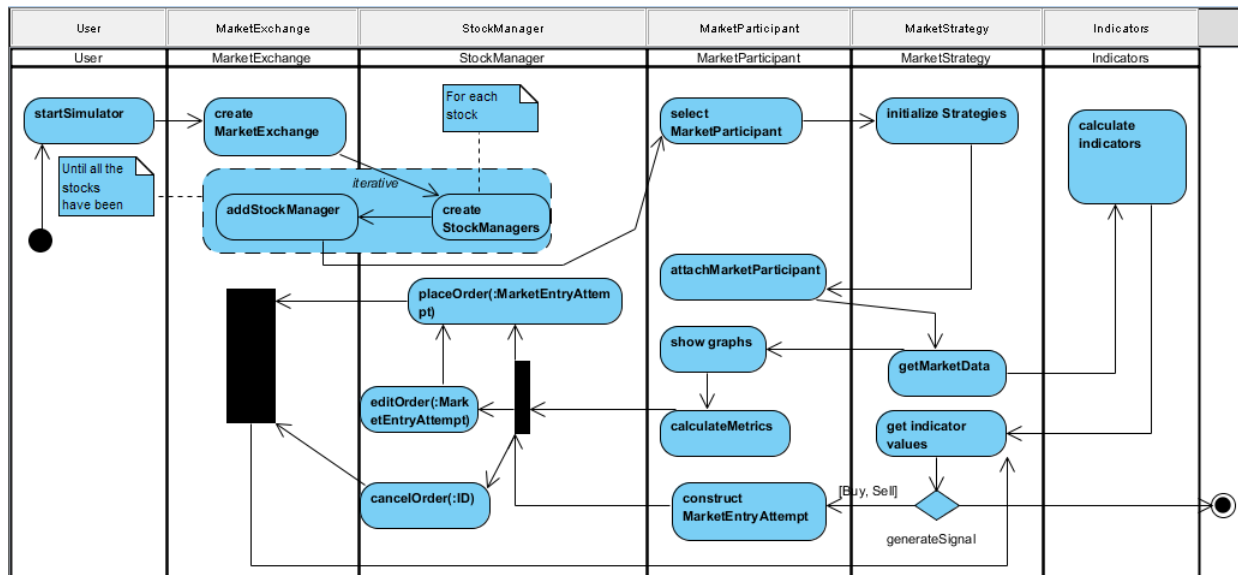 User
MarketExchange
StockManager
MarketParticipant
MarketStrategy
Indicators
User
MarketExchange
StockManager
MarketParticipant
MarketStrategy
Indicators
startSimulator
create
MarketExchange
For each
stock
select
MarketParticipant
initialize Strategies
calculate
indicators
Until all the
stocks
have been
iterative
addStockManager
create
StockManagers
attachMarketParticipant
placeOrder(:MarketEntryAttem
pt)
show graphs
getMarketData
editOrder(:Mar
ketEntryAttempt)
calculateMetrics
get indicator
values
cancelOrder(:ID)
construct
MarketEntryAttempt
[Buy, Sell]
generateSignal